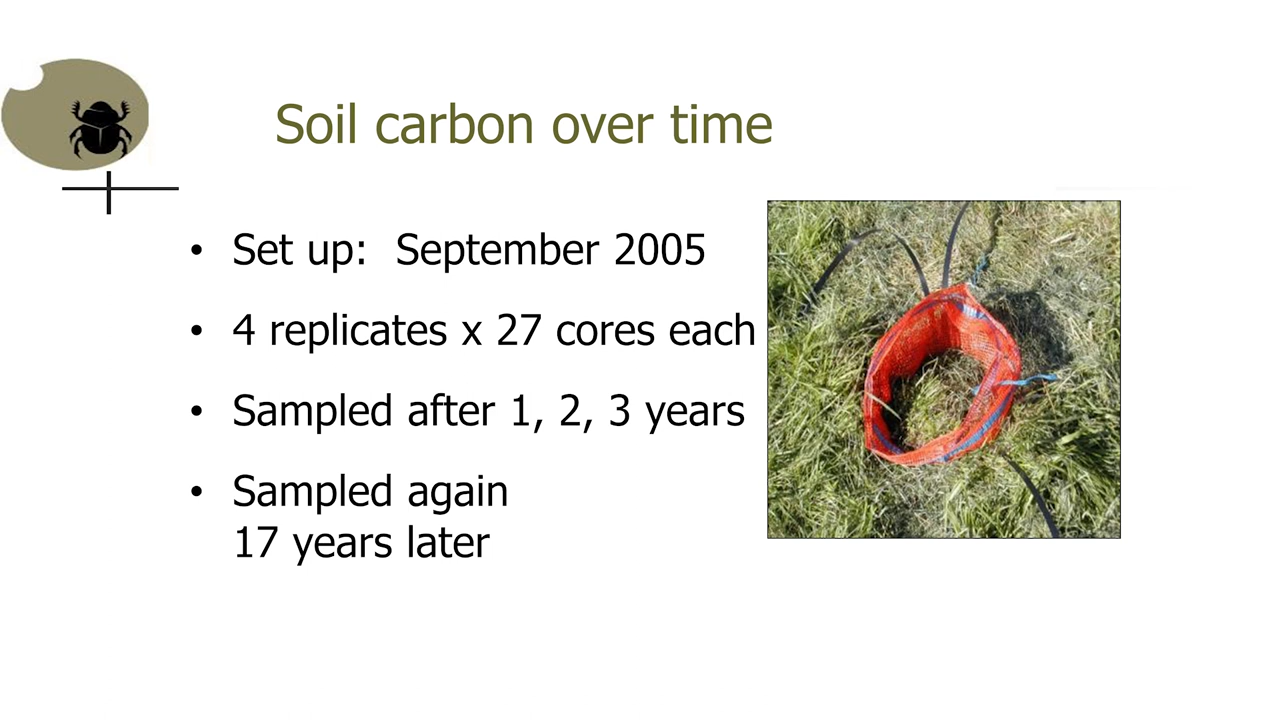 Soil carbon over time
• Set up: September 2005
• 4 replicates x 27 cores each
• Sampled after 1, 2, 3 years
• Sampled again
17 years later